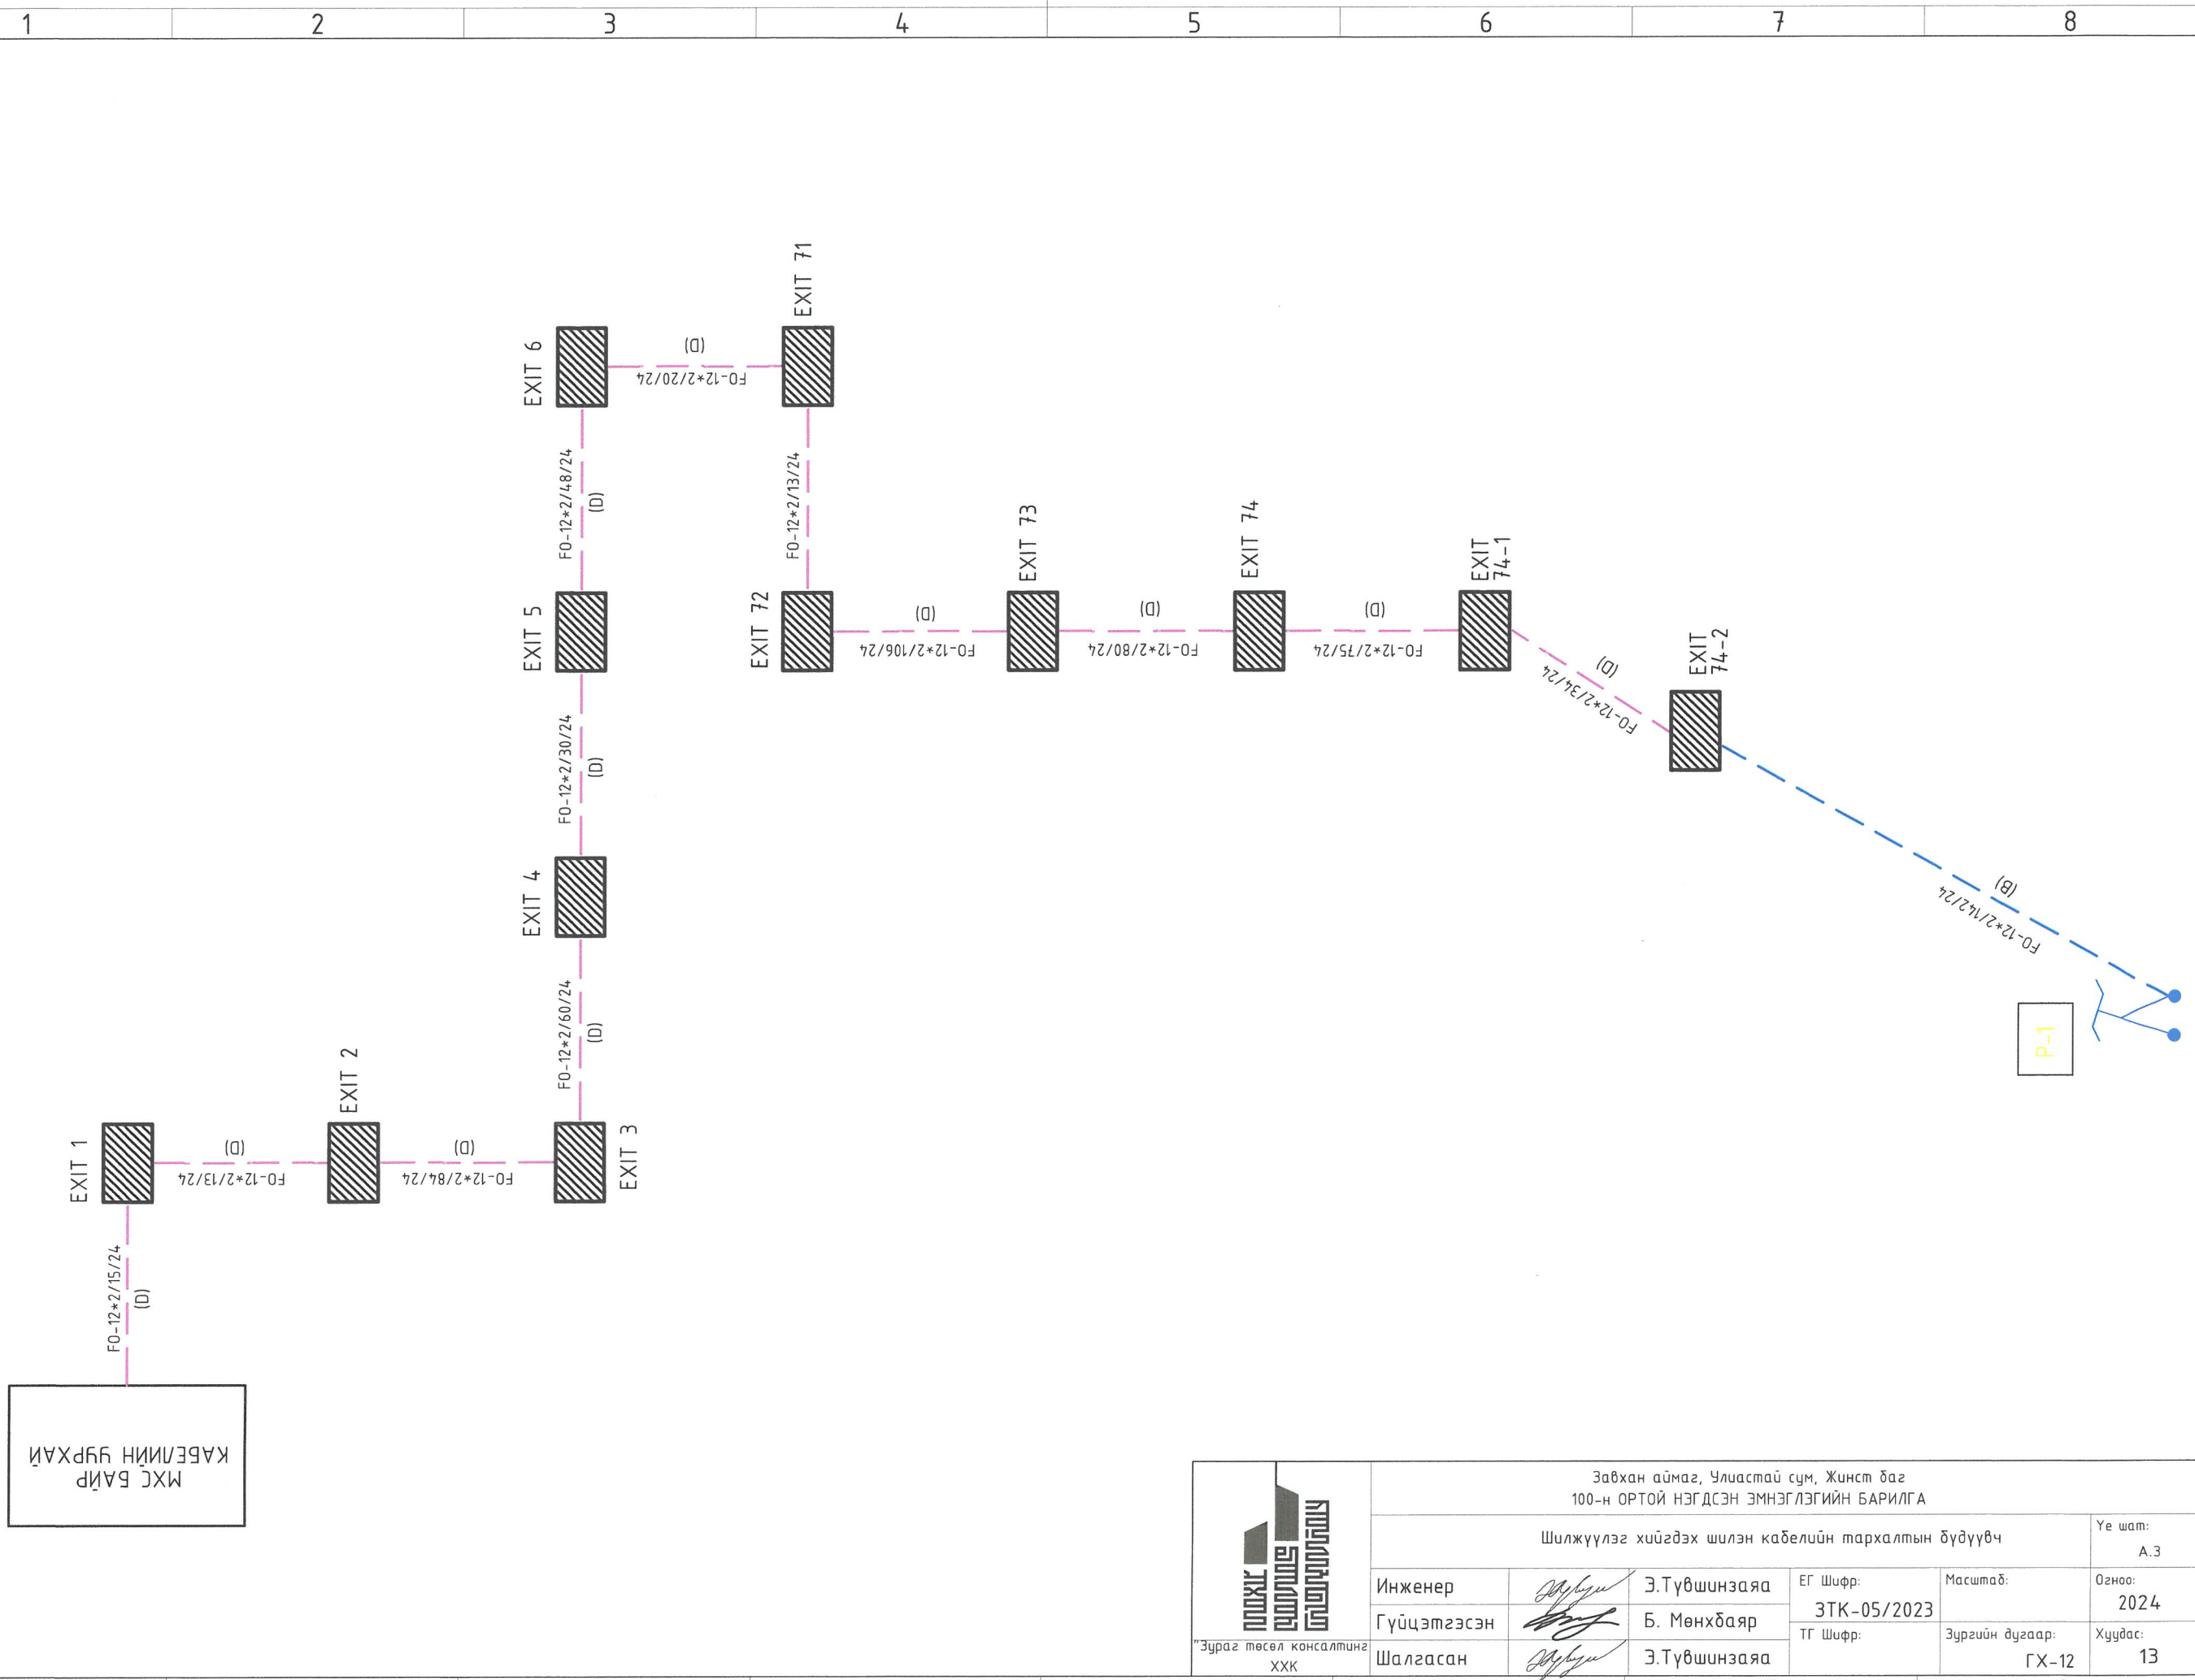 1 2 3 4 5 6 7 8
EXIT 71
EXIT 6
(D)
FO-12*2/20/24
FO-12*2/48/24
(D)
FO-12*2/13/24
EXIT 73
EXIT 74
EXIT
74-1
EXIT 5
EXIT 72
(D)
FO-12*2/106/24
(D)
FO-12*2/80/24
(D)
FO-12*2/75/24
(D)
FO-12*2/34/24
EXIT
74-2
FO-12*2/30/24
(D)
EXIT 4
(B)
FO-12*2/142/24
FO-12*2/60/24
(D)
P-1
EXIT 1
EXIT 2
EXIT 3
(D)
FO-12*2/13/24
(D)
FO-12*2/84/24
FO-12*2/15/24
(D)
МХС БАЙР
КАБЕЛИЙН УУРХАЙ
Завхан аймаг, Улиастай сум, Жинст баг
100-н ОРТОЙ НЭГДСЭН ЭМНЭГЛЭГИЙН БАРИЛГА
Шилжүүлэг хийгдэх шилэн кабелийн тархалтын бүдүүвч
Үе шат:
А.3
Инженер Э.Түвшинзаяа
ЕГ Шифр:
ЗТК-05/2023
Масштаб:
Огноо:
2024
Гүйцэтгэсэн Б. Мөнхбаяр
ТГ Шифр:
Зургийн дугаар:
ГХ-12
Хуудас:
13
Шалгасан Э.Түвшинзаяа
"Зураг төсөл консалтинг
ХХК